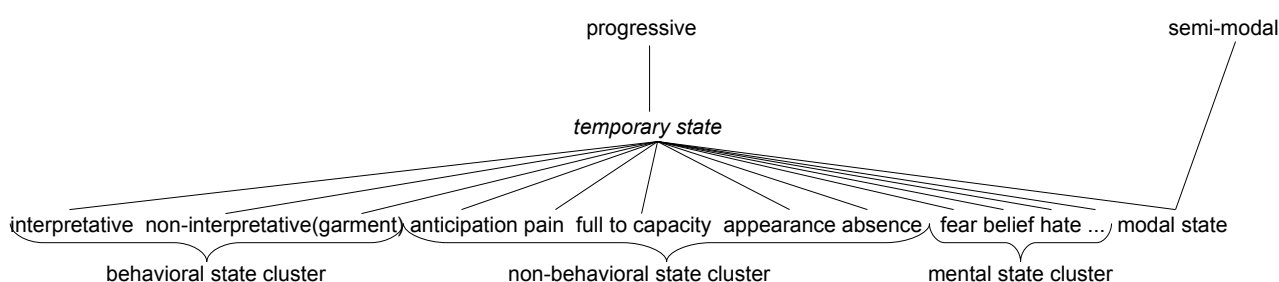 progressive semi-modal
temporary state
interpretative non-interpretative(garment) anticipation pain full to capacity appearance absence fear belief hate ... modal state
behavioral state cluster non-behavioral state cluster mental state cluster